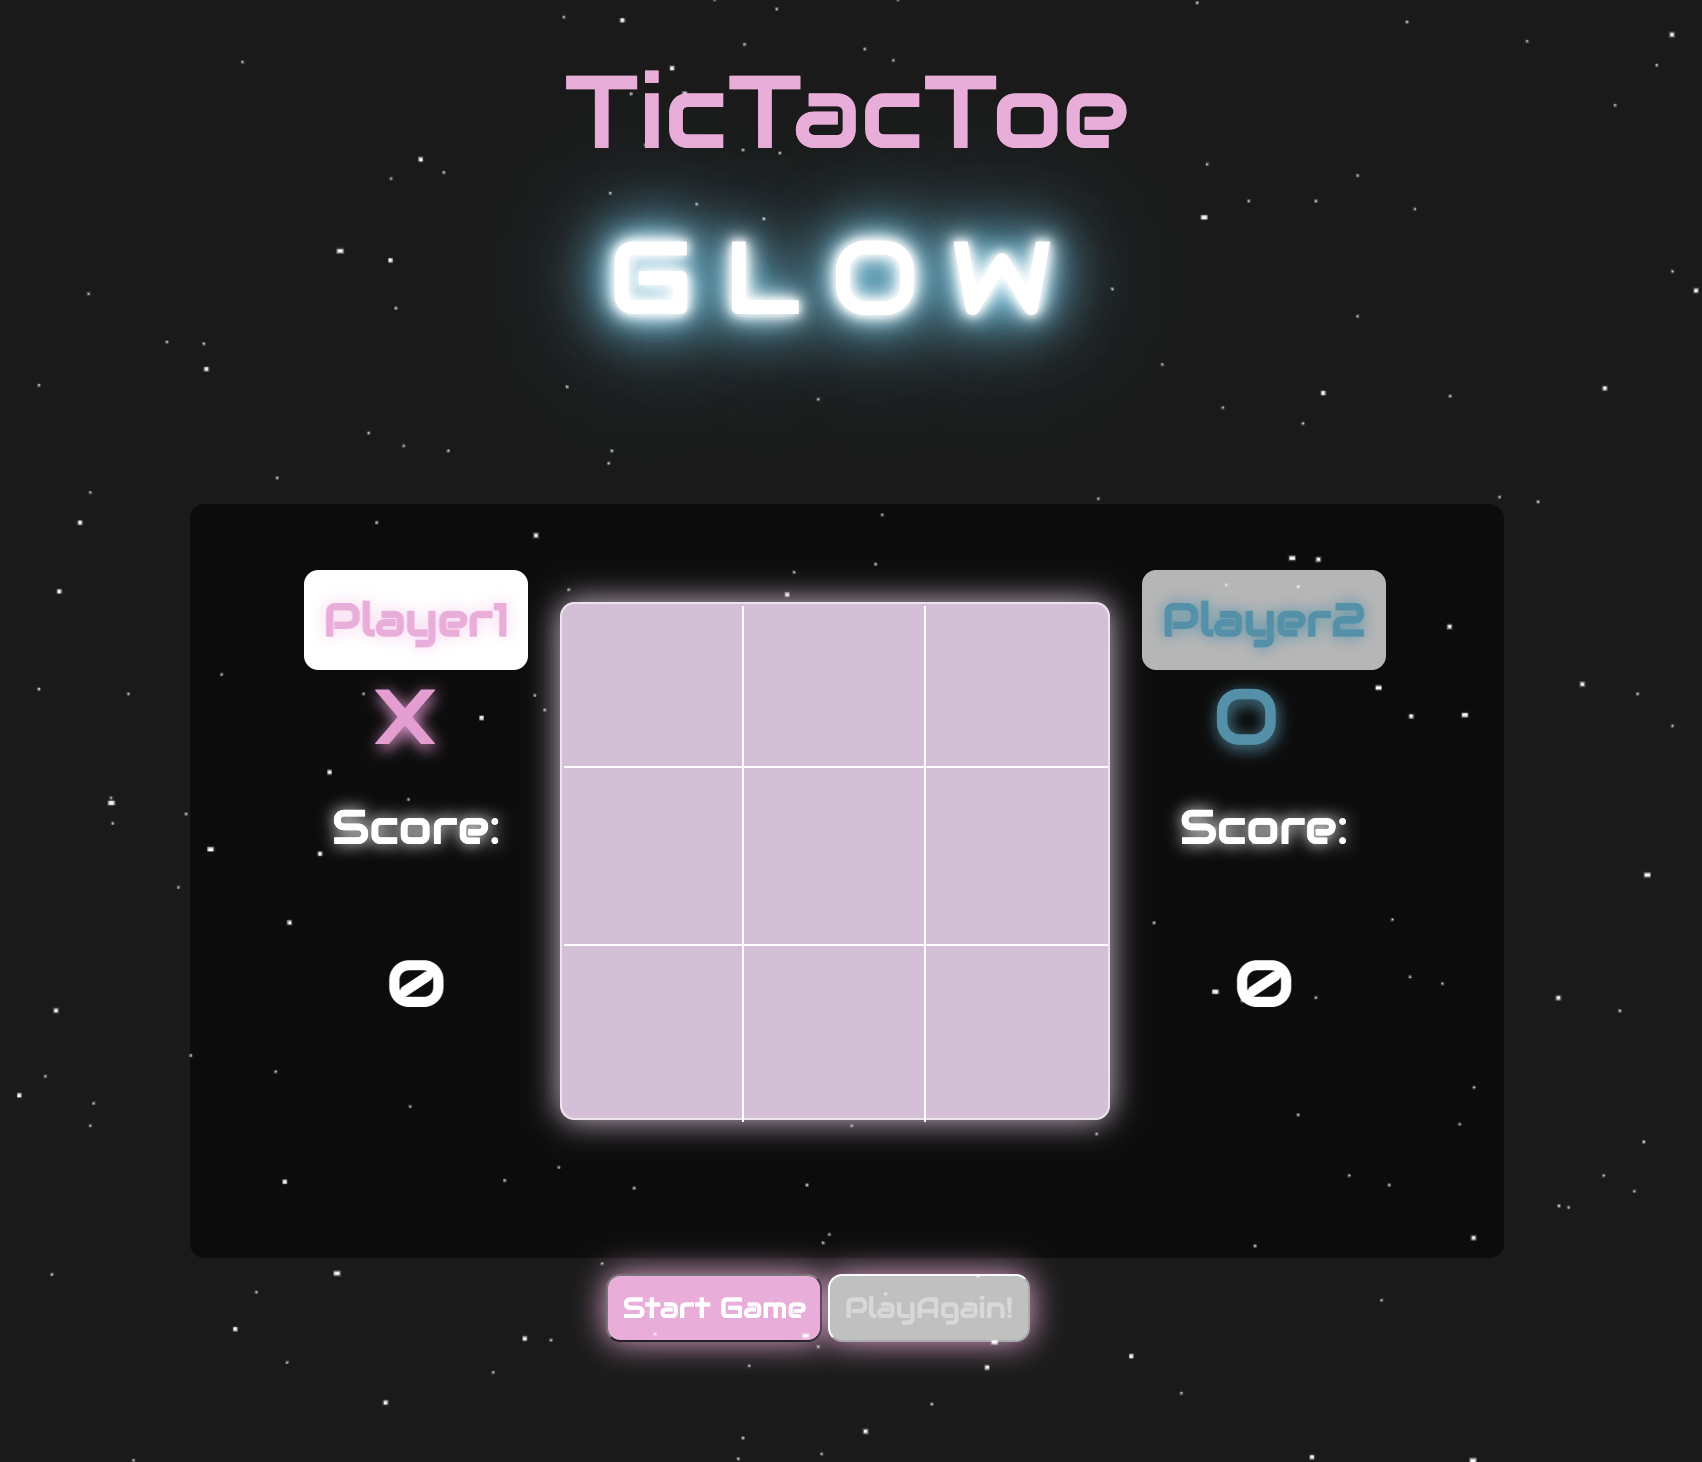 TicTacToe
GLOW
Player1
X
Score:
0
Player2
O
Score:
0
Start Game
PlayAgain!